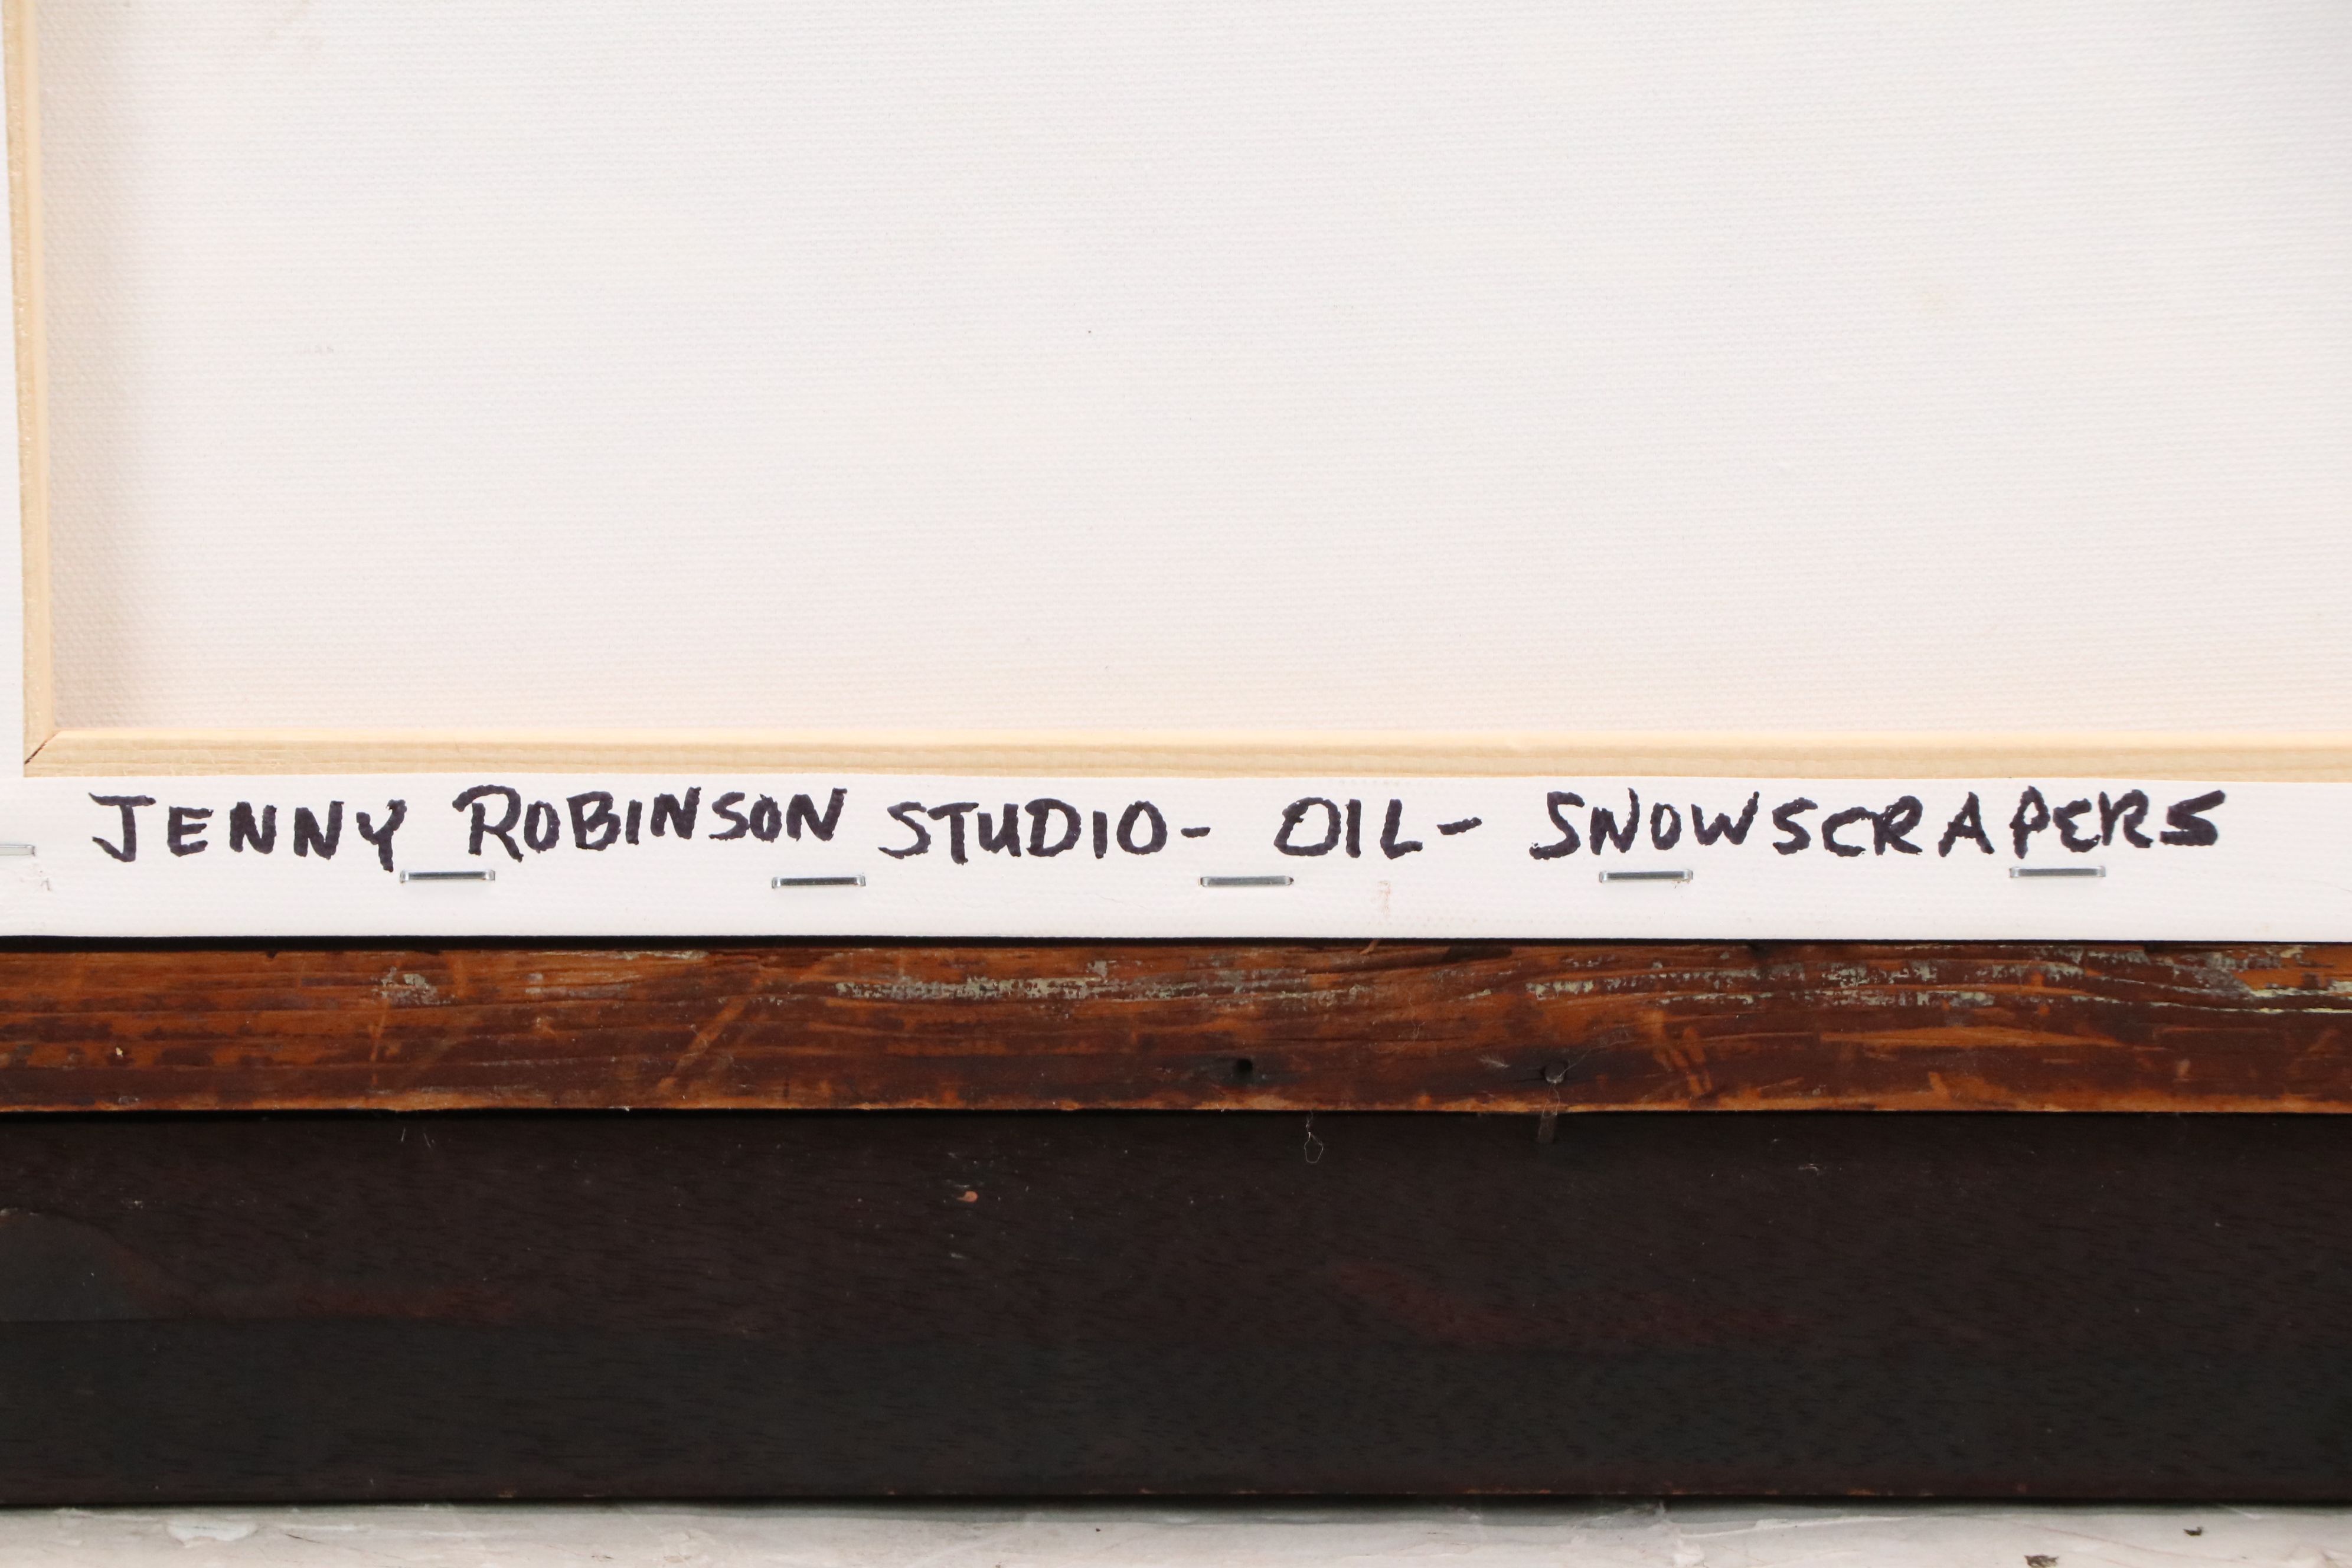 JENNY ROBINSON STUDIO- OIL- SNOWSCRAPERS